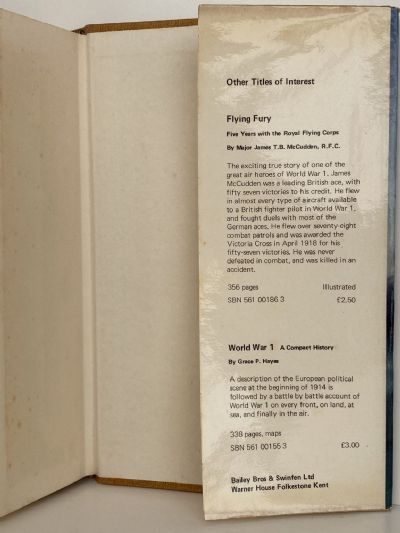 Other Titles of Interest
Flying Fury
Five Years with the Royal Flying Corps
By Major James T.B. McCudden, R.F.C.
The exciting true story of one of the
great air heroes of World War 1. James
McCudden was a leading British ace, with
fifty seven victories to his credit. He flew
in almost every type of aircraft available
to a British fighter pilot in World War 1,
and fought duels with most of the
German aces. He flew over seventy-eight
combat patrols and was awarded the
Victoria Cross in April 1918 for his
fifty-seven victories. He was never
defeated in combat, and was killed in an
accident.
356 pages Illustrated
SBN 561 00186 3 £2.50
World War 1 A Compact History
By Grace P. Hayes
A description of the European political
scene at the beginning of 1914 is
followed by a battle by battle account of
World War 1 on every front, on land, at
sea, and finally in the air.
338 pages, maps
SBN 561 00155 3 £3.00
Bailey Bros & Swinfen Ltd
Warner House Folkestone Kent